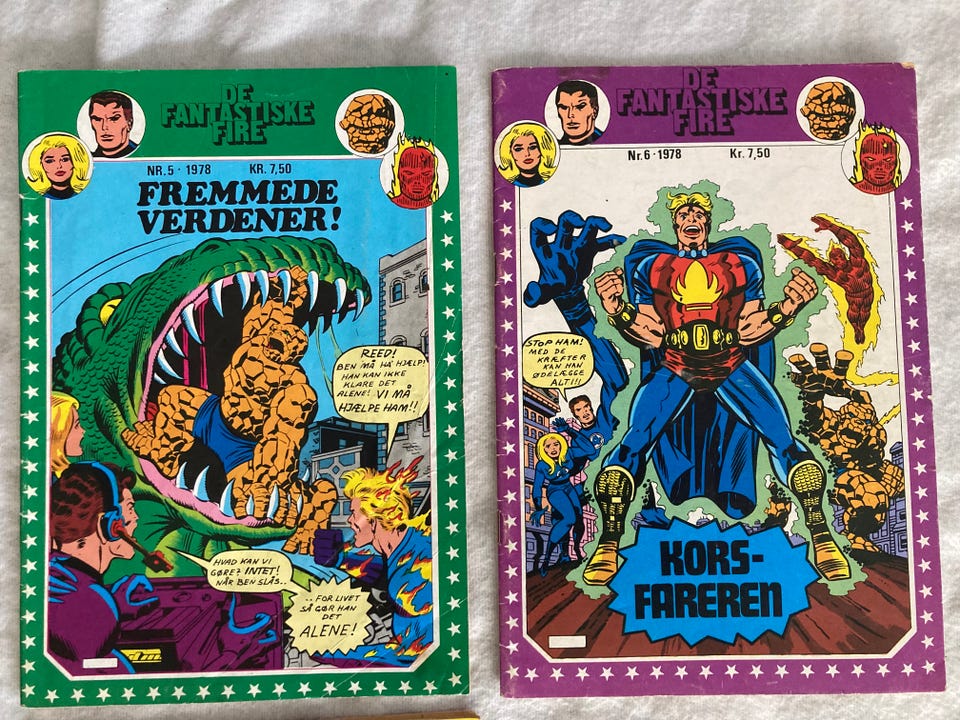 DE
FANTASTISKE
FIRE
NR. 5 · 1978 KR. 7,50
FREMMEDE
VERDENER!
REED!
BEN MÅ HA' HJÆLP!
HAN KAN IKKE
KLARE DET
ALENE! VI MÅ
HJÆLPE HAM!!
HVAD KAN VI
GØRE? INTET!
NÅR BEN SLÅS..
..FOR LIVET
SÅ GØR HAN
DET
ALENE!
DE
FANTASTISKE
FIRE
Nr. 6 · 1978 Kr. 7,50
STOP HAM!
MED DE
KRÆFTER
KAN HAN
ØDELÆGGE
ALT!!!
KORS-
FAREREN